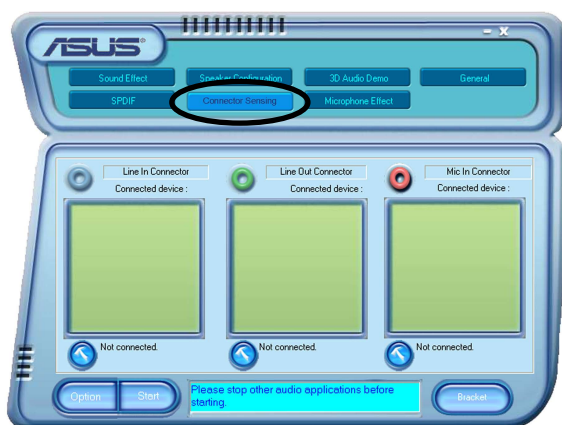 ASUS®
Sound Effect
Speaker Configuration
3D Audio Demo
General
SPDIF
Connector Sensing
Microphone Effect
Line In Connector
Connected device :
Line Out Connector
Connected device :
Mic In Connector
Connected device :
Not connected.
Not connected.
Not connected.
Option
Start
Please stop other audio applications before
starting.
Bracket